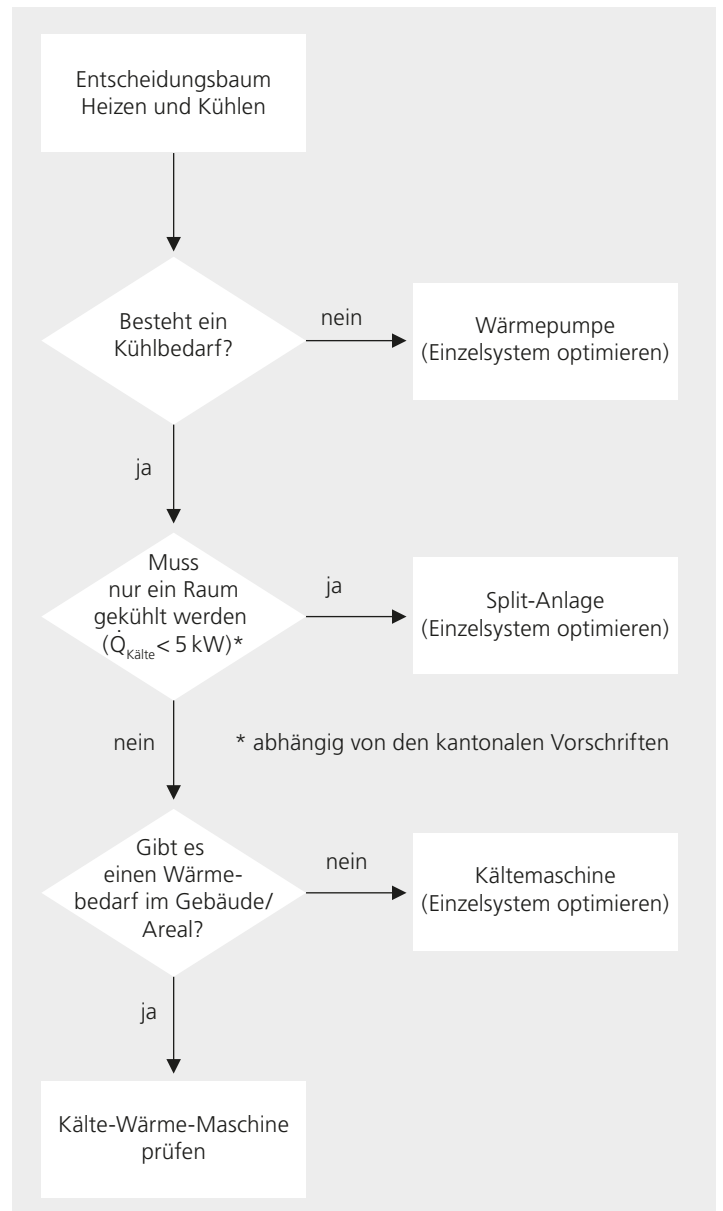 Entscheidungsbaum
Heizen und Kühlen
Besteht ein
Kühlbedarf?
nein
Wärmepumpe
(Einzelsystem optimieren)
ja
Muss
nur ein Raum
gekühlt werden
(Q̇Kälte < 5 kW)*
ja
Split-Anlage
(Einzelsystem optimieren)
nein
* abhängig von den kantonalen Vorschriften
Gibt es
einen Wärme-
bedarf im Gebäude/
Areal?
nein
Kältemaschine
(Einzelsystem optimieren)
ja
Kälte-Wärme-Maschine
prüfen